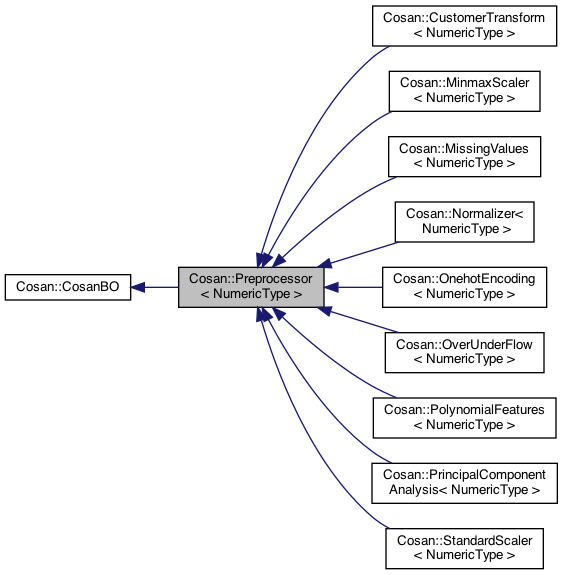 Cosan::CustomerTransform
< NumericType >
Cosan::MinmaxScaler
< NumericType >
Cosan::MissingValues
< NumericType >
Cosan::Normalizer<
NumericType >
Cosan::CosanBO
Cosan::Preprocessor
< NumericType >
Cosan::OnehotEncoding
< NumericType >
Cosan::OverUnderFlow
< NumericType >
Cosan::PolynomialFeatures
< NumericType >
Cosan::PrincipalComponent
Analysis< NumericType >
Cosan::StandardScaler
< NumericType >